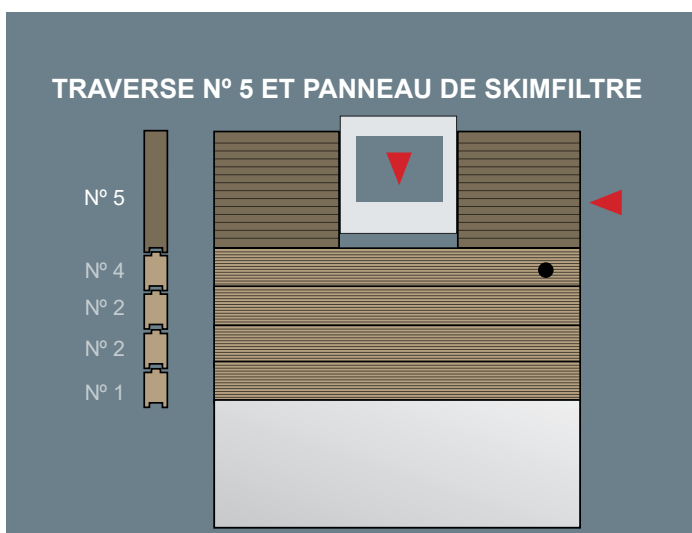 TRAVERSE Nº 5 ET PANNEAU DE SKIMFILTRE
Nº 5
Nº 4
Nº 2
Nº 2
Nº 1